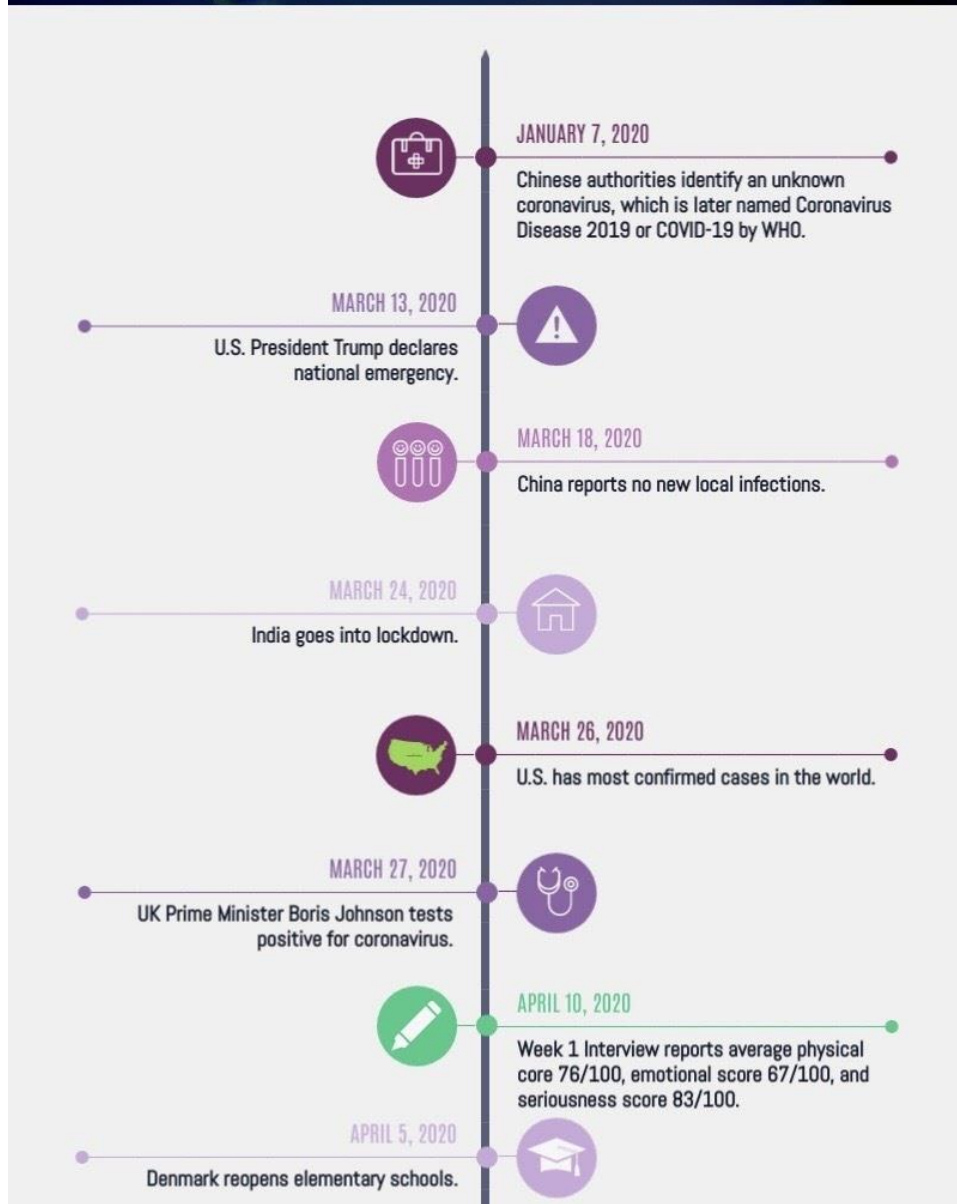 JANUARY 7, 2020
Chinese authorities identify an unknown
coronavirus, which is later named Coronavirus
Disease 2019 or COVID-19 by WHO.
MARCH 13, 2020
U.S. President Trump declares
national emergency.
MARCH 18, 2020
China reports no new local infections.
MARCH 24, 2020
India goes into lockdown.
MARCH 26, 2020
U.S. has most confirmed cases in the world.
MARCH 27, 2020
UK Prime Minister Boris Johnson tests
positive for coronavirus.
APRIL 10, 2020
Week 1 Interview reports average physical
core 76/100, emotional score 67/100, and
seriousness score 83/100.
APRIL 5, 2020
Denmark reopens elementary schools.